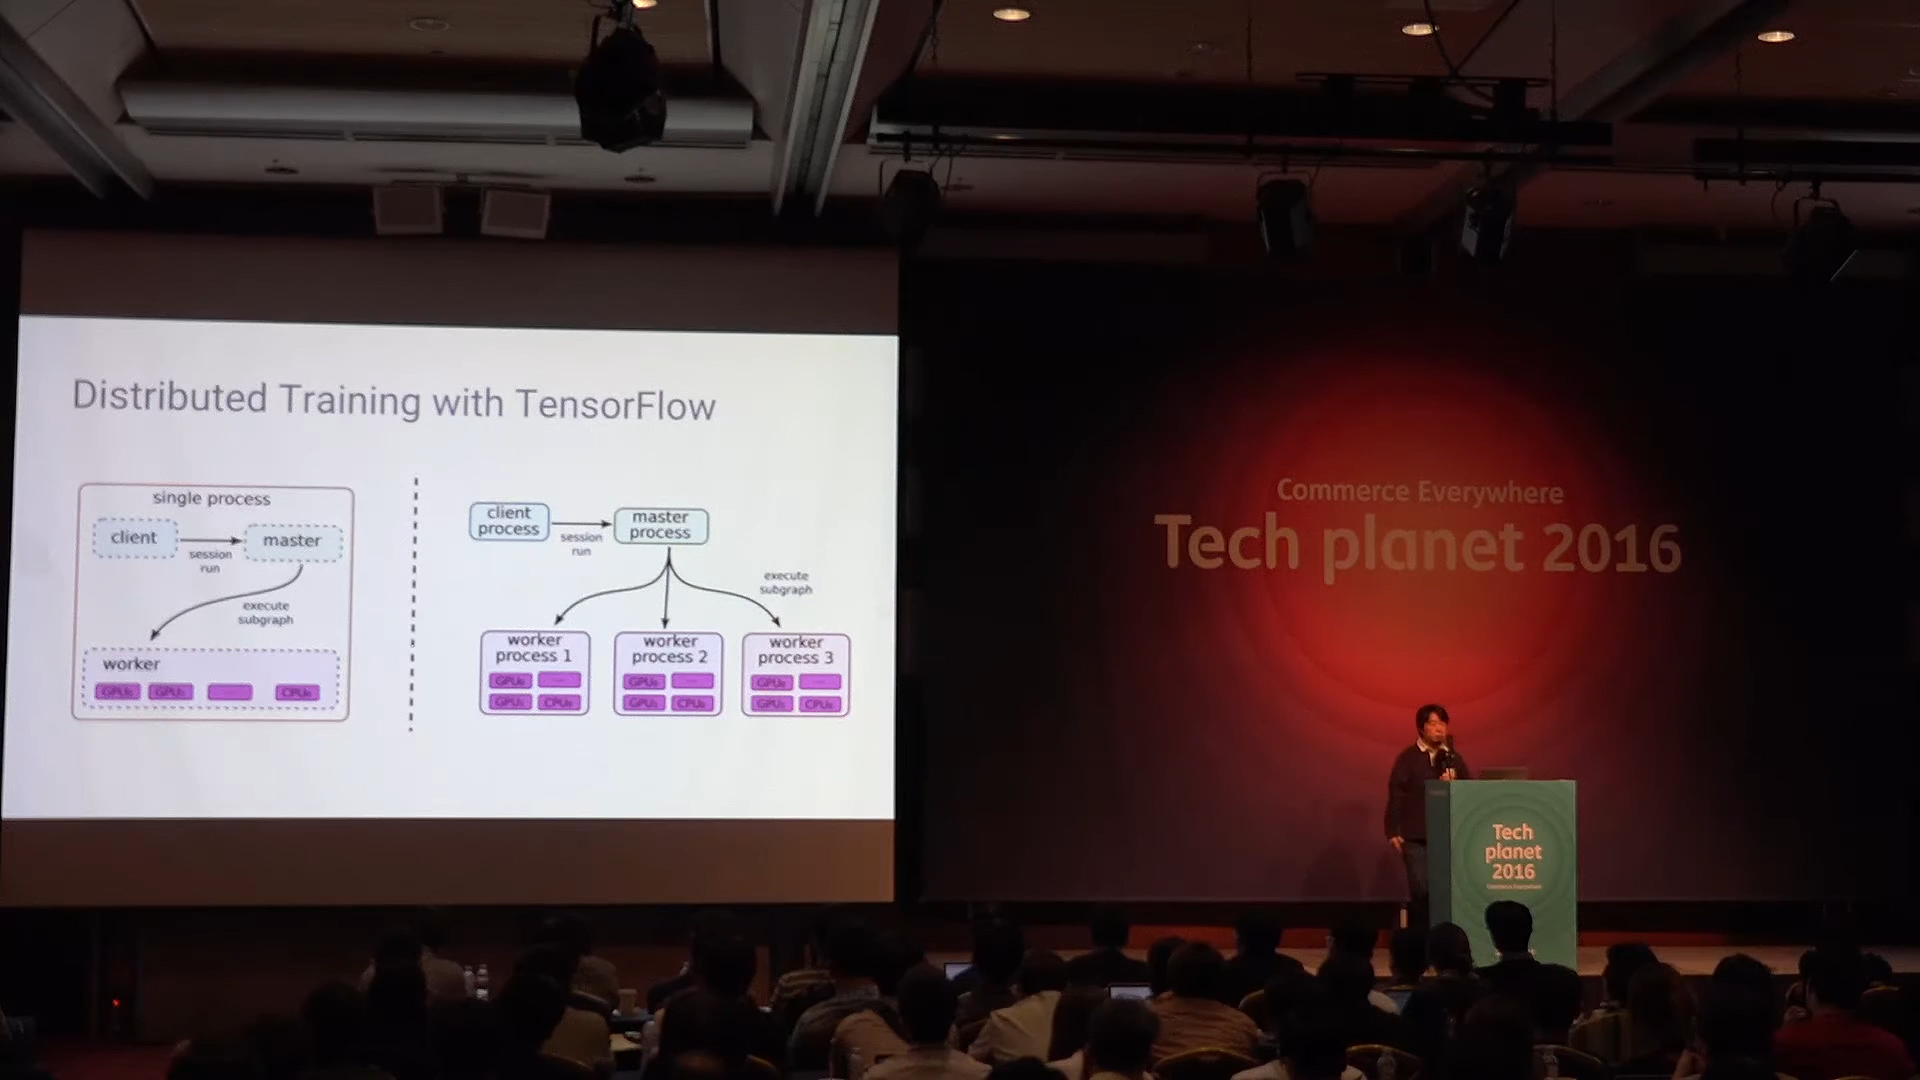 Distributed Training with TensorFlow
single process
client
master
session
run
execute
subgraph
worker
GPUs
GPUs
...
CPUs
client
process
session
run
master
process
execute
subgraph
worker
process 1
GPUs
...
GPUs
CPUs
worker
process 2
GPUs
...
GPUs
CPUs
worker
process 3
GPUs
...
GPUs
CPUs
Commerce Everywhere
Tech planet 2016
Tech
planet
2016
Commerce Everywhere